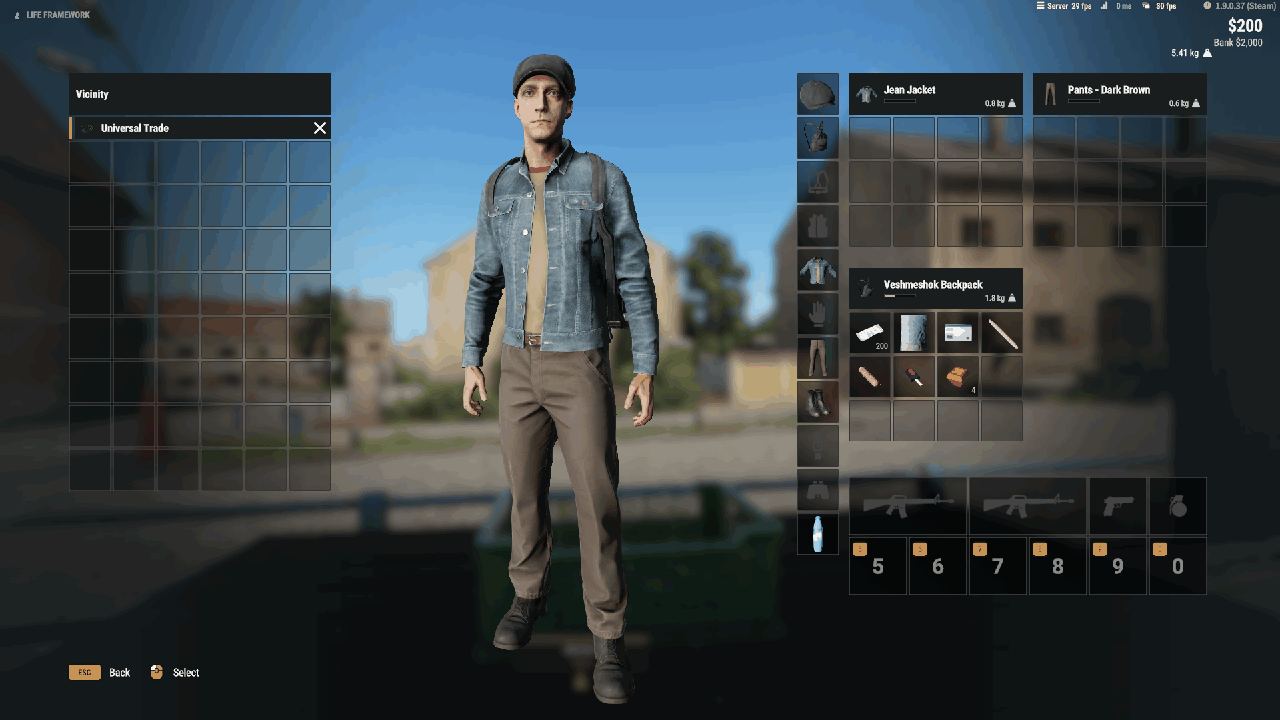 LIFE FRAMEWORK
Server 29 fps
0 ms
30 fps
1.9.0.37 (Steam)
$200
Bank $2,000
5.41 kg
Vicinity
Universal Trade
Jean Jacket
0.8 kg
Pants - Dark Brown
0.6 kg
Veshmeshok Backpack
1.8 kg
200
4
5
6
7
8
9
0
ESC
Back
Select